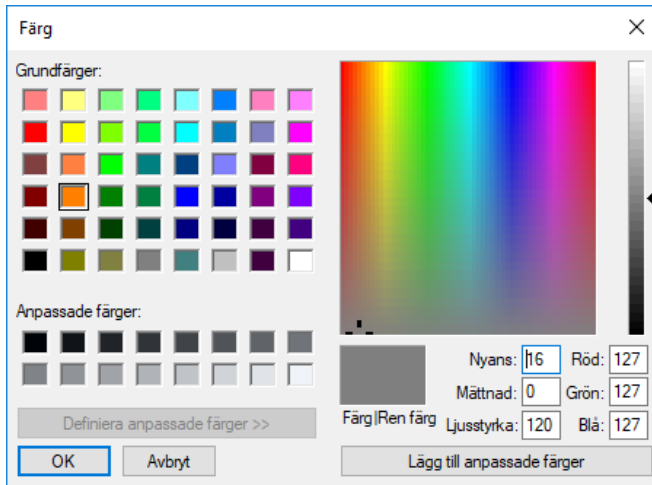 Färg
Grundfärger:
Anpassade färger:
Definiera anpassade färger >>
OK
Avbryt
Färg|Ren färg
Nyans: 16
Mättnad: 0
Ljusstyrka: 120
Röd: 127
Grön: 127
Blå: 127
Lägg till anpassade färger